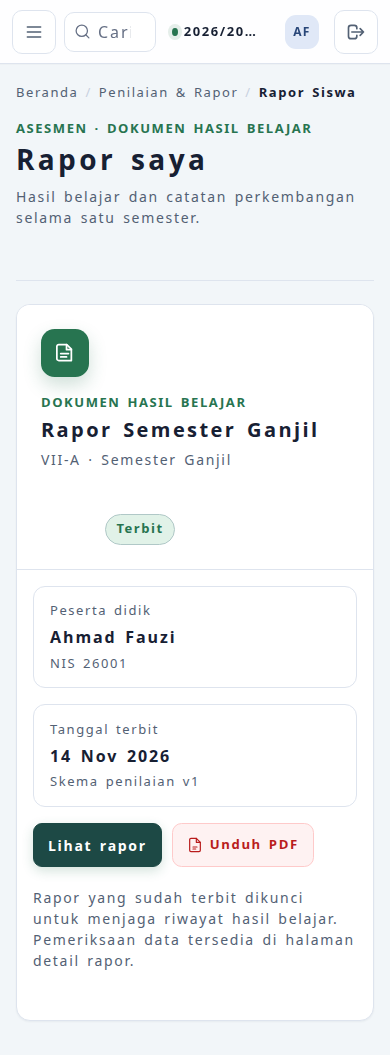 Car
2026/20...
AF
Beranda / Penilaian & Rapor / Rapor Siswa
ASESMEN · DOKUMEN HASIL BELAJAR
Rapor saya
Hasil belajar dan catatan perkembangan
selama satu semester.
DOKUMEN HASIL BELAJAR
Rapor Semester Ganjil
VII-A · Semester Ganjil
Terbit
Peserta didik
Ahmad Fauzi
NIS 26001
Tanggal terbit
14 Nov 2026
Skema penilaian v1
Lihat rapor
Unduh PDF
Rapor yang sudah terbit dikunci
untuk menjaga riwayat hasil belajar.
Pemeriksaan data tersedia di halaman
detail rapor.